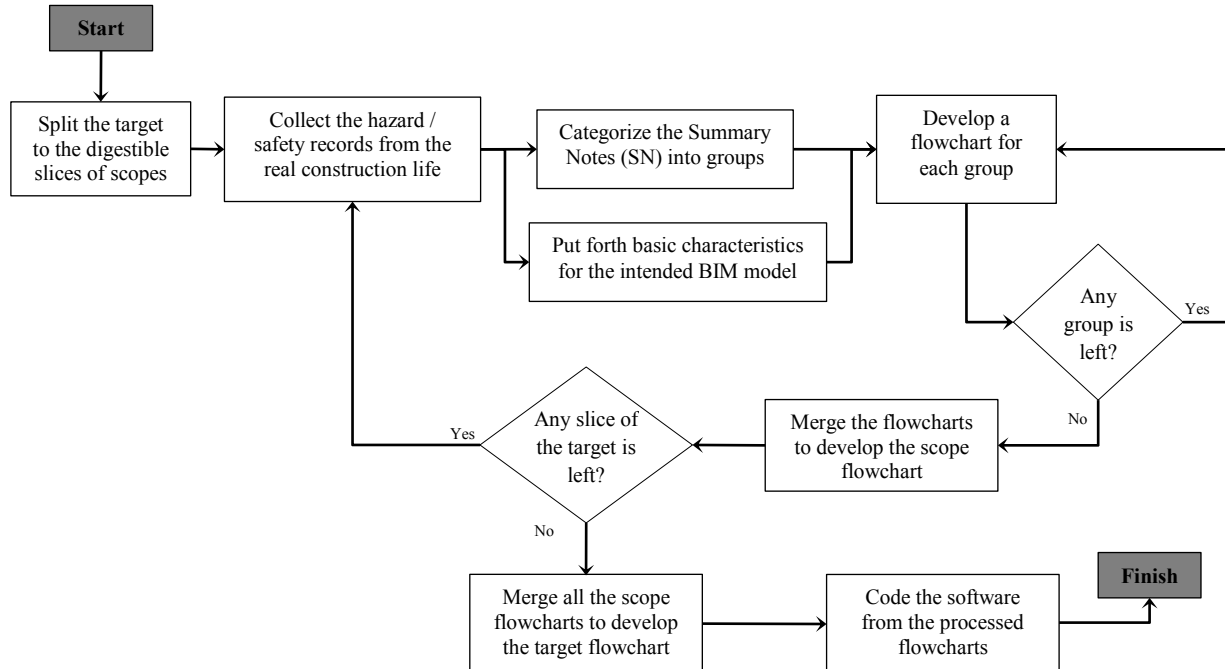 Start
Split the target
to the digestible
slices of scopes
Collect the hazard /
safety records from the
real construction life
Categorize the Summary
Notes (SN) into groups
Put forth basic characteristics
for the intended BIM model
Develop a
flowchart for
each group
Any
group is
left?
Yes
No
Merge the flowcharts
to develop the scope
flowchart
Any slice of
the target is
left?
Yes
No
Merge all the scope
flowcharts to develop
the target flowchart
Code the software
from the processed
flowcharts
Finish